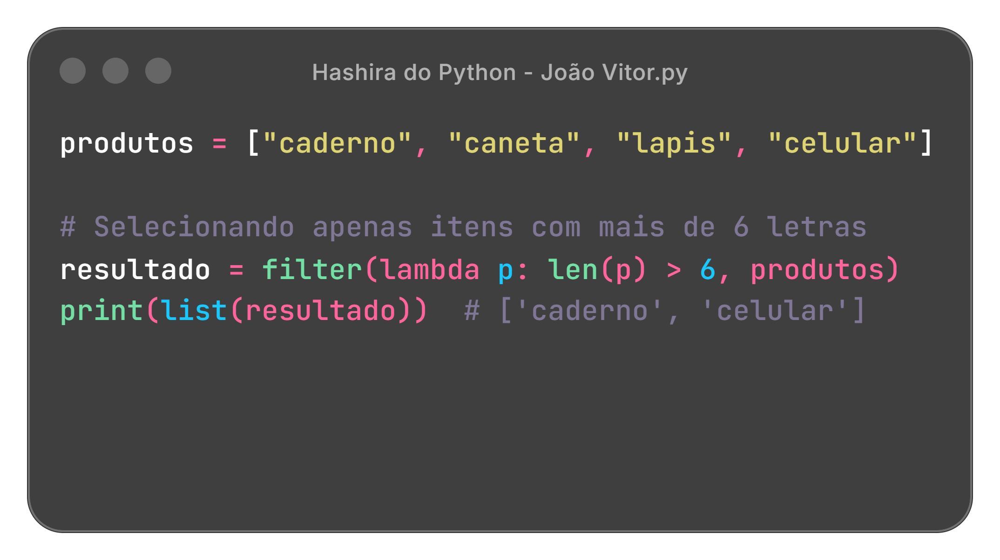 Hashira do Python - João Vitor.py
produtos = ["caderno", "caneta", "lapis", "celular"]
# Selecionando apenas itens com mais de 6 letras
resultado = filter(lambda p: len(p) > 6, produtos)
print(list(resultado))  # ['caderno', 'celular']